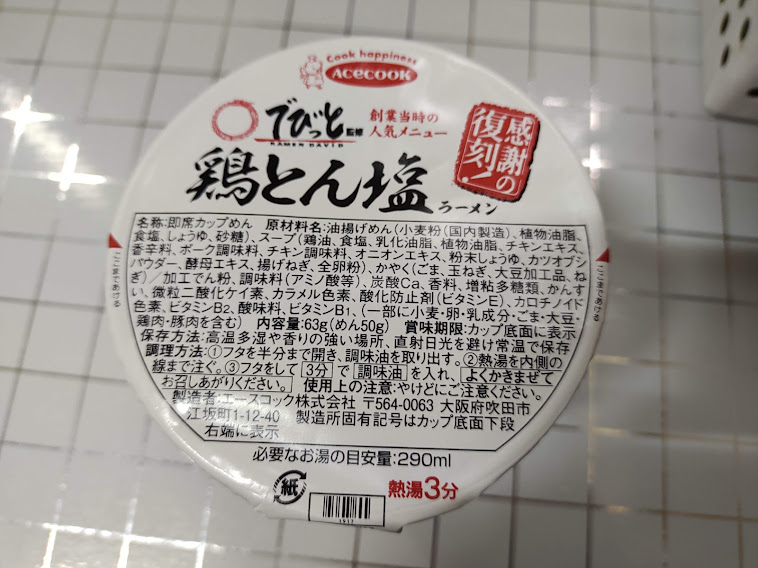 Cook happiness
Acecook
でびっと監修
RAMEN DAVID
創業当時の
人気メニュー
感謝の
復刻!
鶏とん塩
ラーメン
名称:即席カップめん 原材料名:油揚げめん(小麦粉(国内製造)、植物油脂、
食塩、しょうゆ、砂糖)、スープ(鶏油、食塩、乳化油脂、植物油脂、チキンエキス、
香辛料、ポーク調味料、チキン調味料、オニオンエキス、粉末しょうゆ、カツオブシ
パウダー、酵母エキス、揚げねぎ、全卵粉)、かやく(ごま、玉ねぎ、大豆加工品、ね
ぎ)/加工でん粉、調味料(アミノ酸等)、炭酸Ca、香料、増粘多糖類、かんす
い、微粒二酸化ケイ素、カラメル色素、酸化防止剤(ビタミンE)、カロチノイド
色素、ビタミンB2、酸味料、ビタミンB1、(一部に小麦・卵・乳成分・ごま・大豆・
鶏肉・豚肉を含む) 内容量:63g(めん50g) 賞味期限:カップ底面に表示
保存方法:高温多湿や香りの強い場所、直射日光を避け常温で保存
調理方法:①フタを半分まで開き、調味油を取り出す。②熱湯を内側の
線まで注ぐ。③フタをして3分で調味油を入れ、よくかきまぜて
お召しあがりください。 使用上の注意:やけどにご注意ください。
製造者:エースコック株式会社 〒564-0063 大阪府吹田市
江坂町1-12-40 製造所固有記号はカップ底面下段
右端に表示
ここまであける
ここまであける
必要なお湯の目安量:290ml
紙
熱湯3分
1917